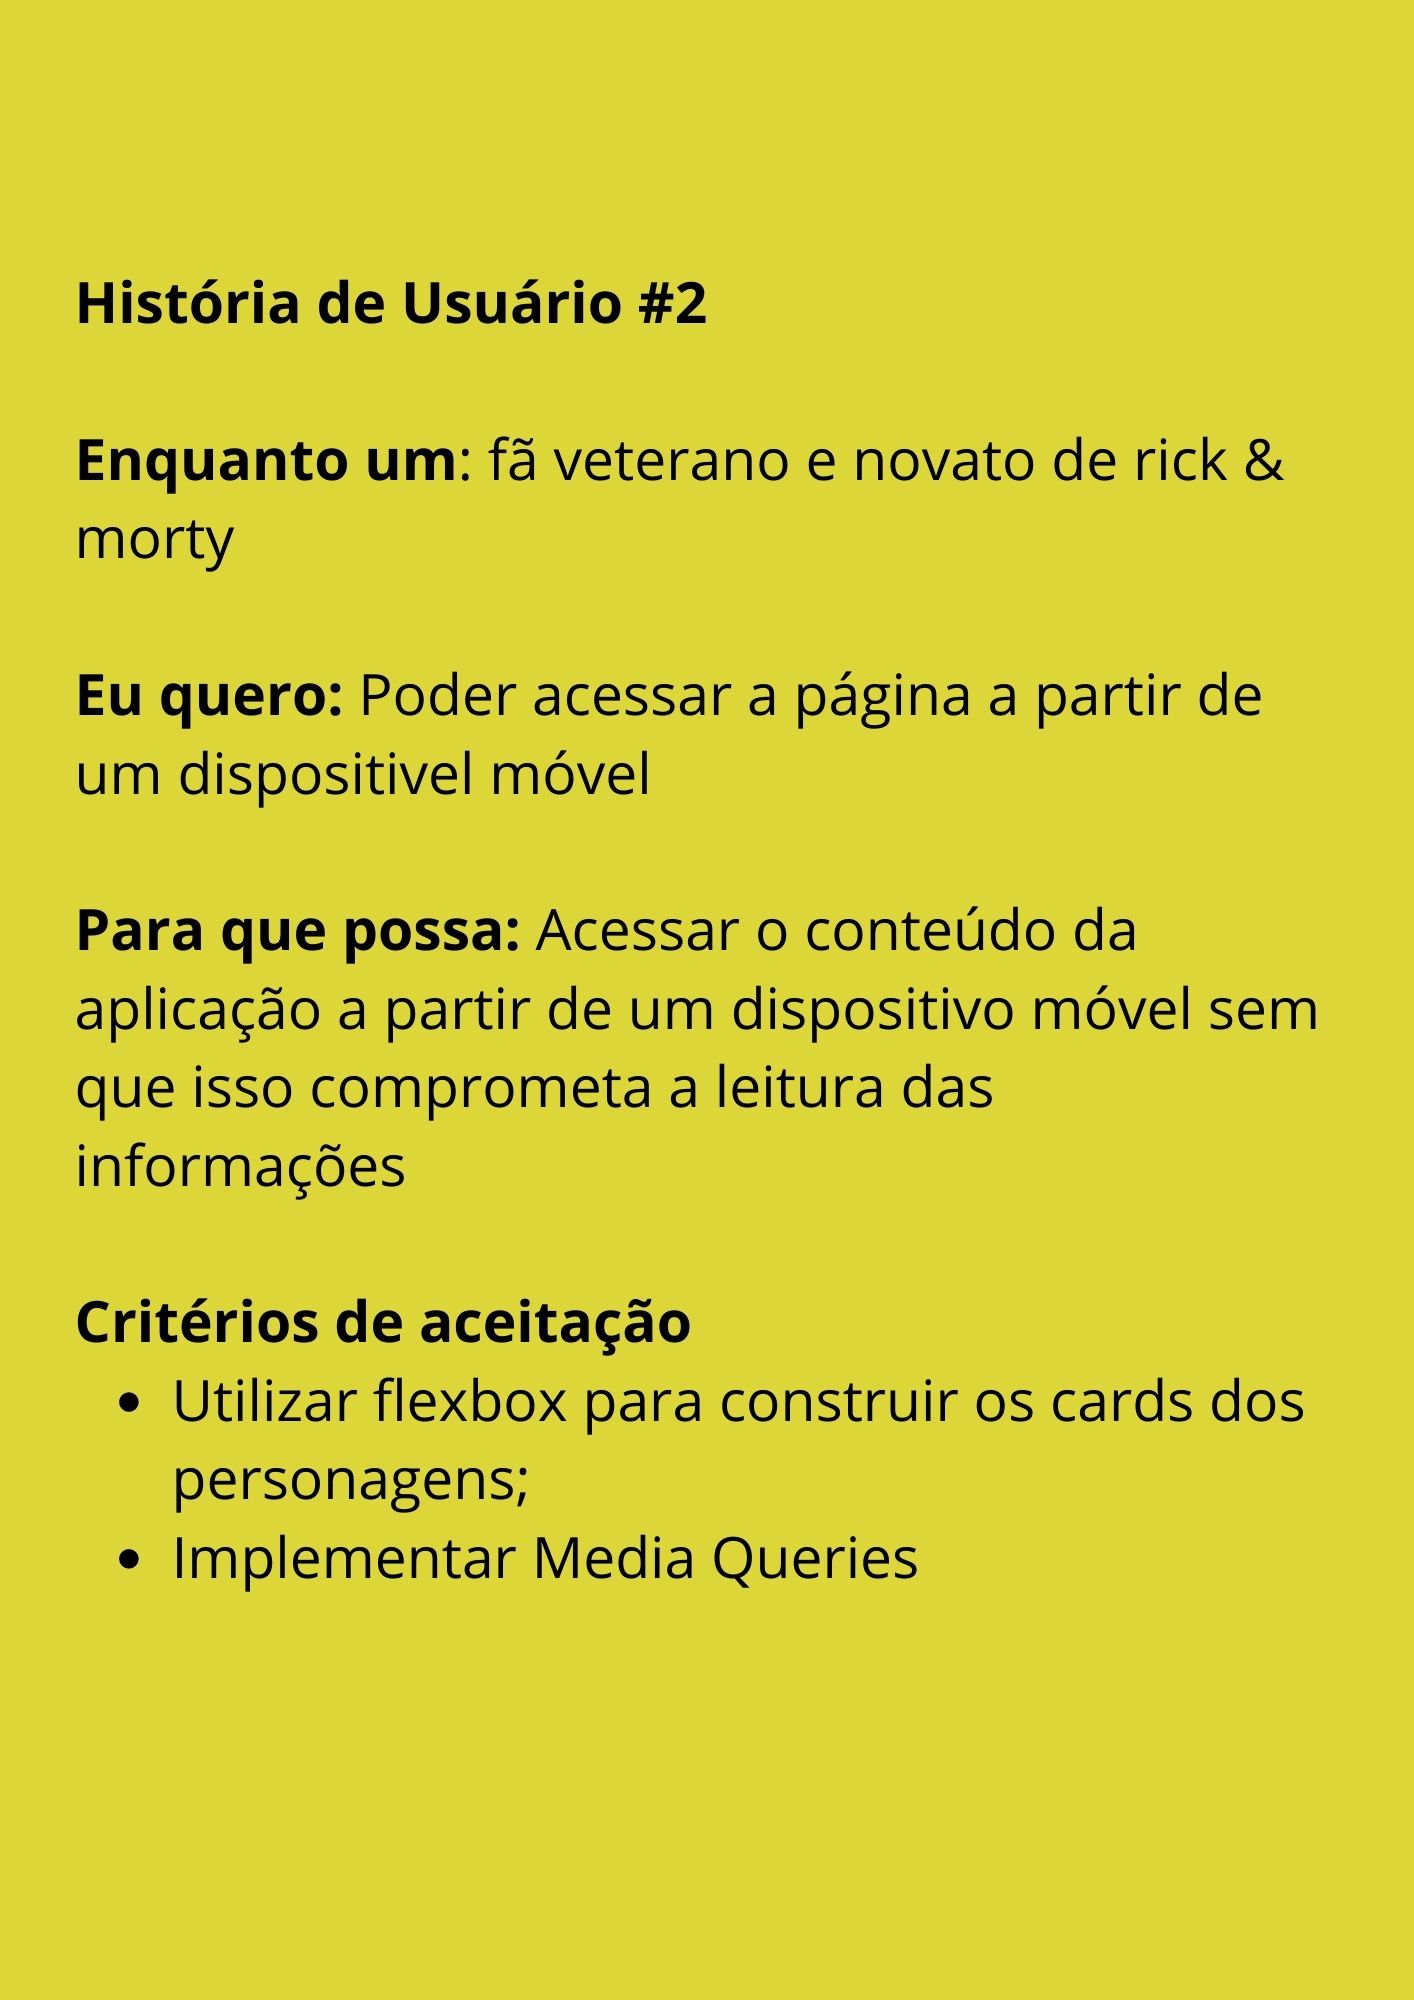 História de Usuário #2
Enquanto um: fã veterano e novato de rick &
morty
Eu quero: Poder acessar a página a partir de
um dispositivel móvel
Para que possa: Acessar o conteúdo da
aplicação a partir de um dispositivo móvel sem
que isso comprometa a leitura das
informações
Critérios de aceitação
• Utilizar flexbox para construir os cards dos
personagens;
• Implementar Media Queries